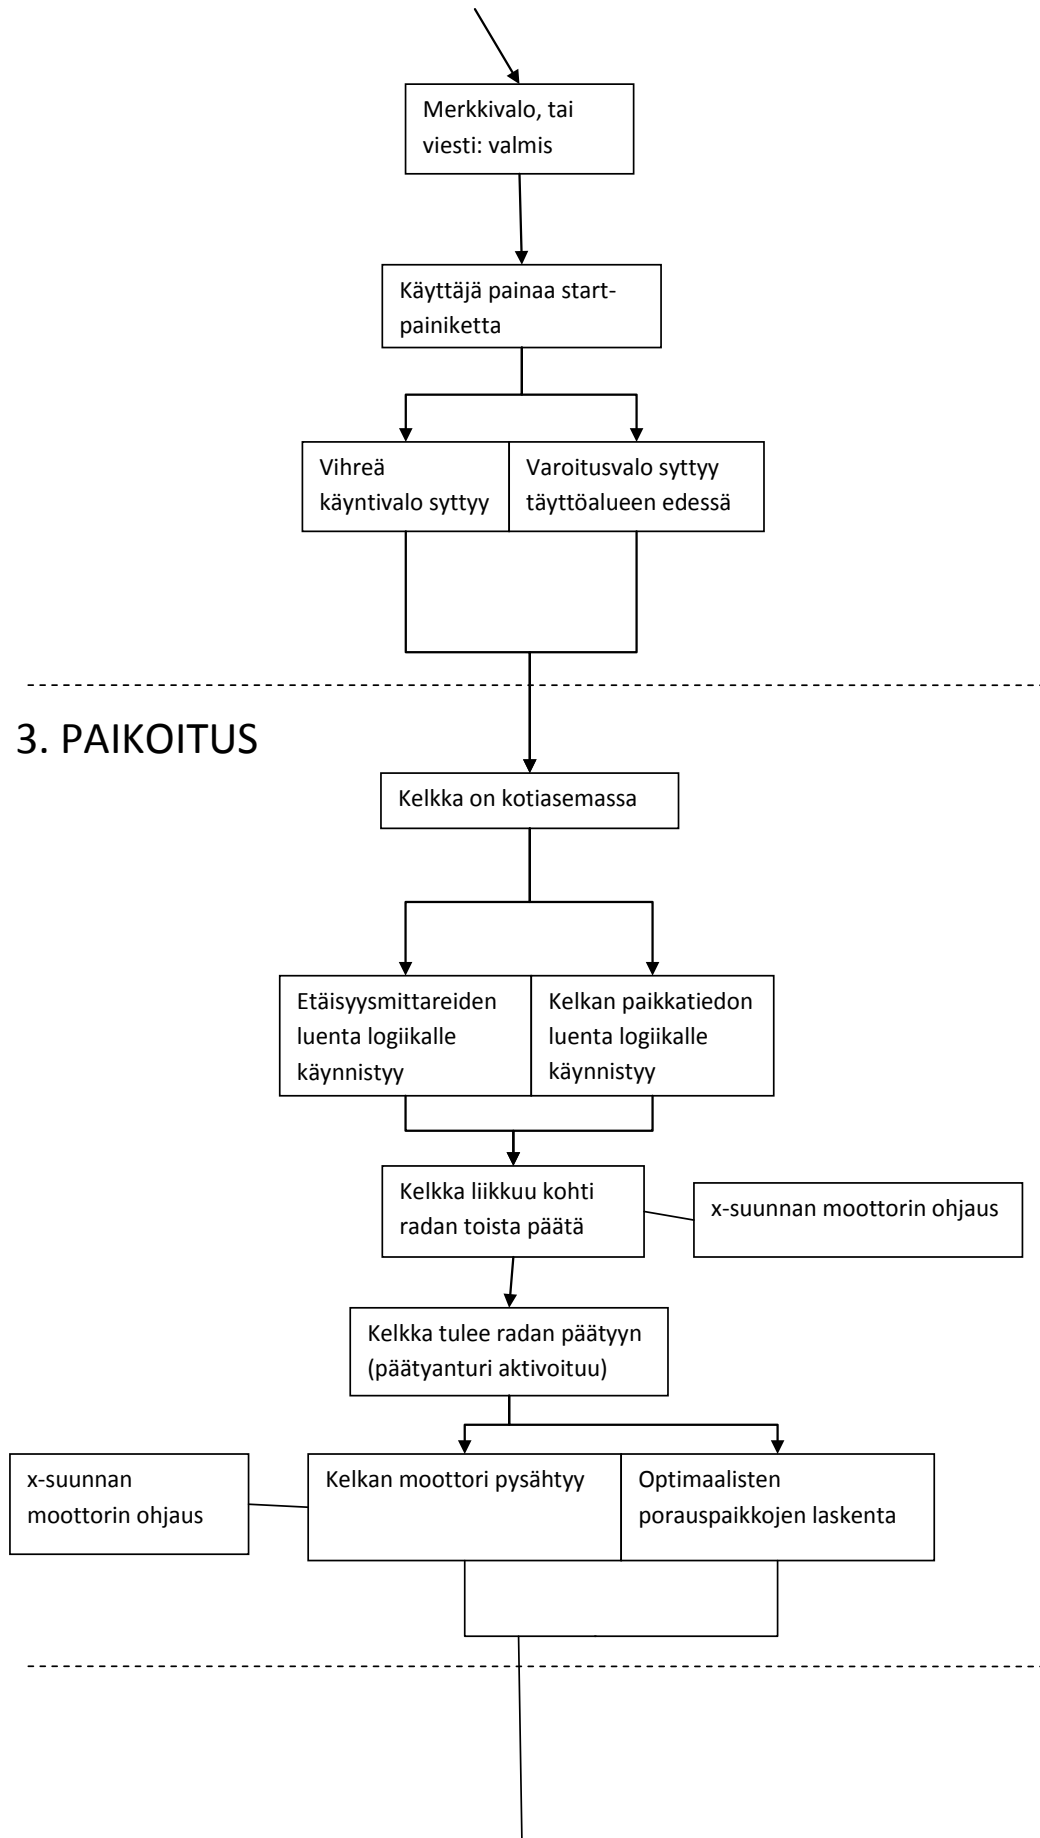 Merkkivalo, tai
viesti: valmis
Käyttäjä painaa start-
painiketta
Vihreä
käyntivalo syttyy
Varoitusvalo syttyy
täyttöalueen edessä
3. PAIKOITUS
Kelkka on kotiasemassa
Etäisyysmittareiden
luenta logiikalle
käynnistyy
Kelkan paikkatiedon
luenta logiikalle
käynnistyy
Kelkka liikkuu kohti
radan toista päätä
x-suunnan moottorin ohjaus
Kelkka tulee radan päätyyn
(päätyanturi aktivoituu)
x-suunnan
moottorin ohjaus
Kelkan moottori pysähtyy
Optimaalisten
porauspaikkojen laskenta